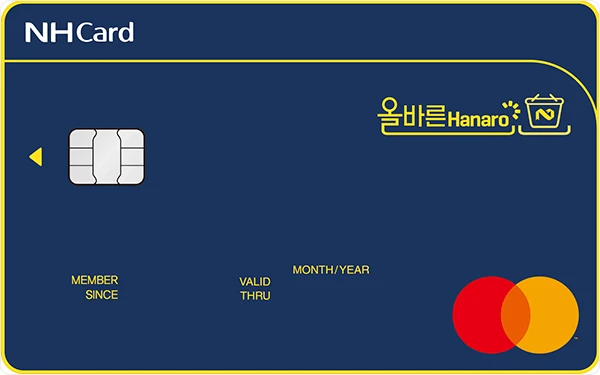 NHCard
올바른Hanaro
MONTH/YEAR
MEMBER SINCE
VALID THRU